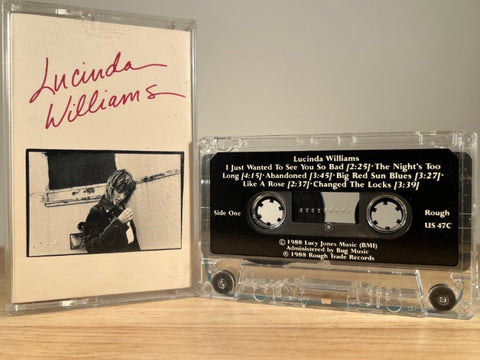 Lucinda
Williams
Lucinda Williams
I Just Wanted To See You So Bad [2:25]· The Night's Too
Long [4:15]· Abandoned [3:45]· Big Red Sun Blues [3:27]·
Like A Rose [2:37]· Changed The Locks [3:39]
Side One
Rough
US 47C
©1988 Lucy Jones Music (BMI)
Administered by Bug Music
℗1988 Rough Trade Records